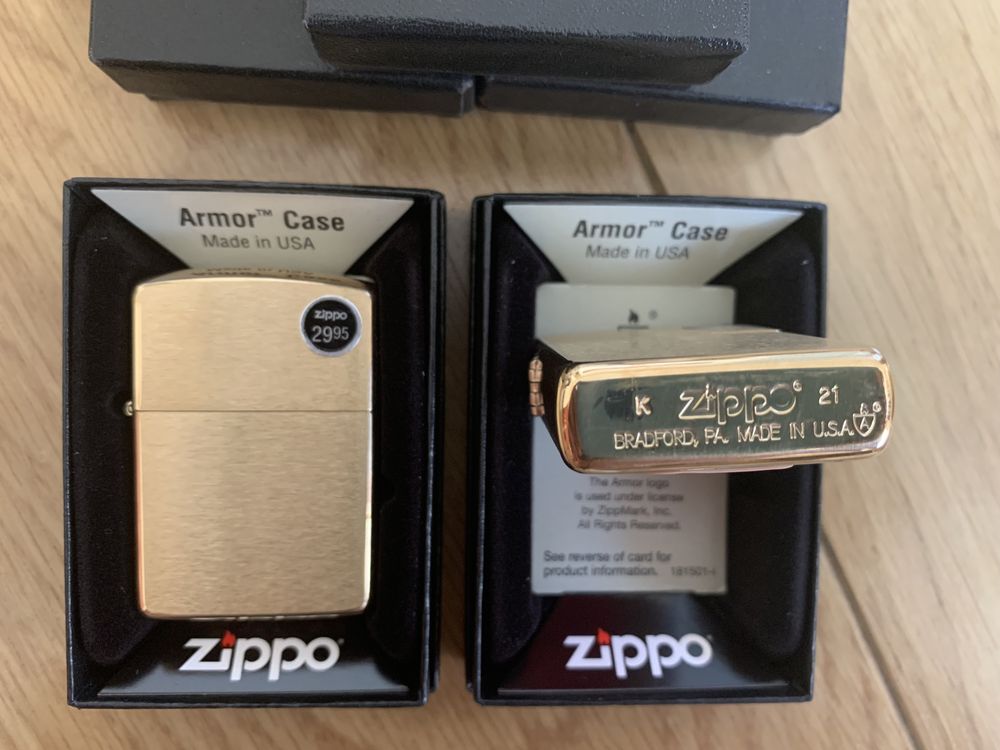 Armor™ Case
Made in USA
zippo
2995
zippo
Armor™ Case
Made in USA
K zippo® 21
BRADFORD, PA. MADE IN U.S.A. A®
The Armor logo
is used under license
by ZippMark, Inc.
All Rights Reserved.
See reverse of card for
product information. 181501-I
zippo